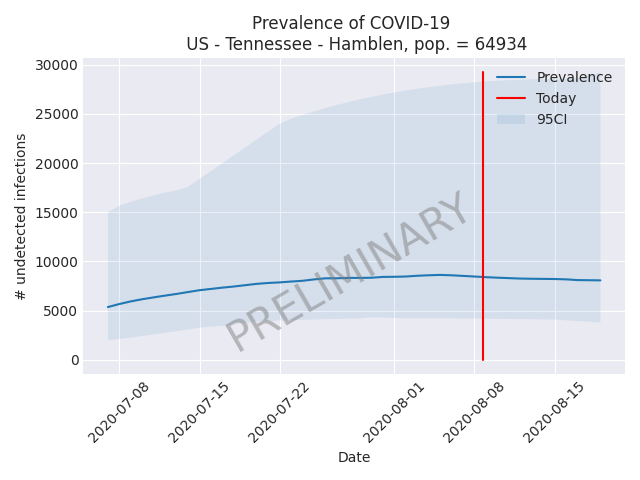 Prevalence of COVID-19
US - Tennessee - Hamblen, pop. = 64934
30000
25000
20000
15000
10000
5000
0
# undetected infections
Prevalence
Today
95CI
PRELIMINARY
2020-07-08
2020-07-15
2020-07-22
2020-08-01
2020-08-08
2020-08-15
Date